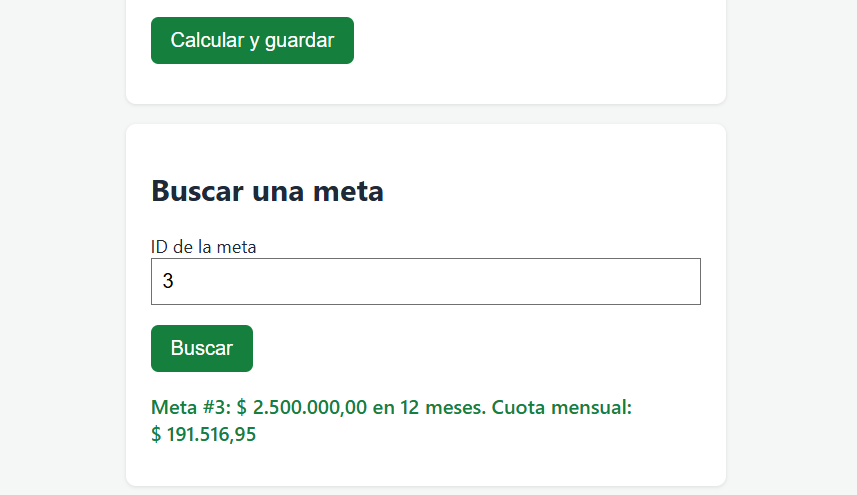 Calcular y guardar
Buscar una meta
ID de la meta
3
Buscar
Meta #3: $ 2.500.000,00 en 12 meses. Cuota mensual:
$ 191.516,95